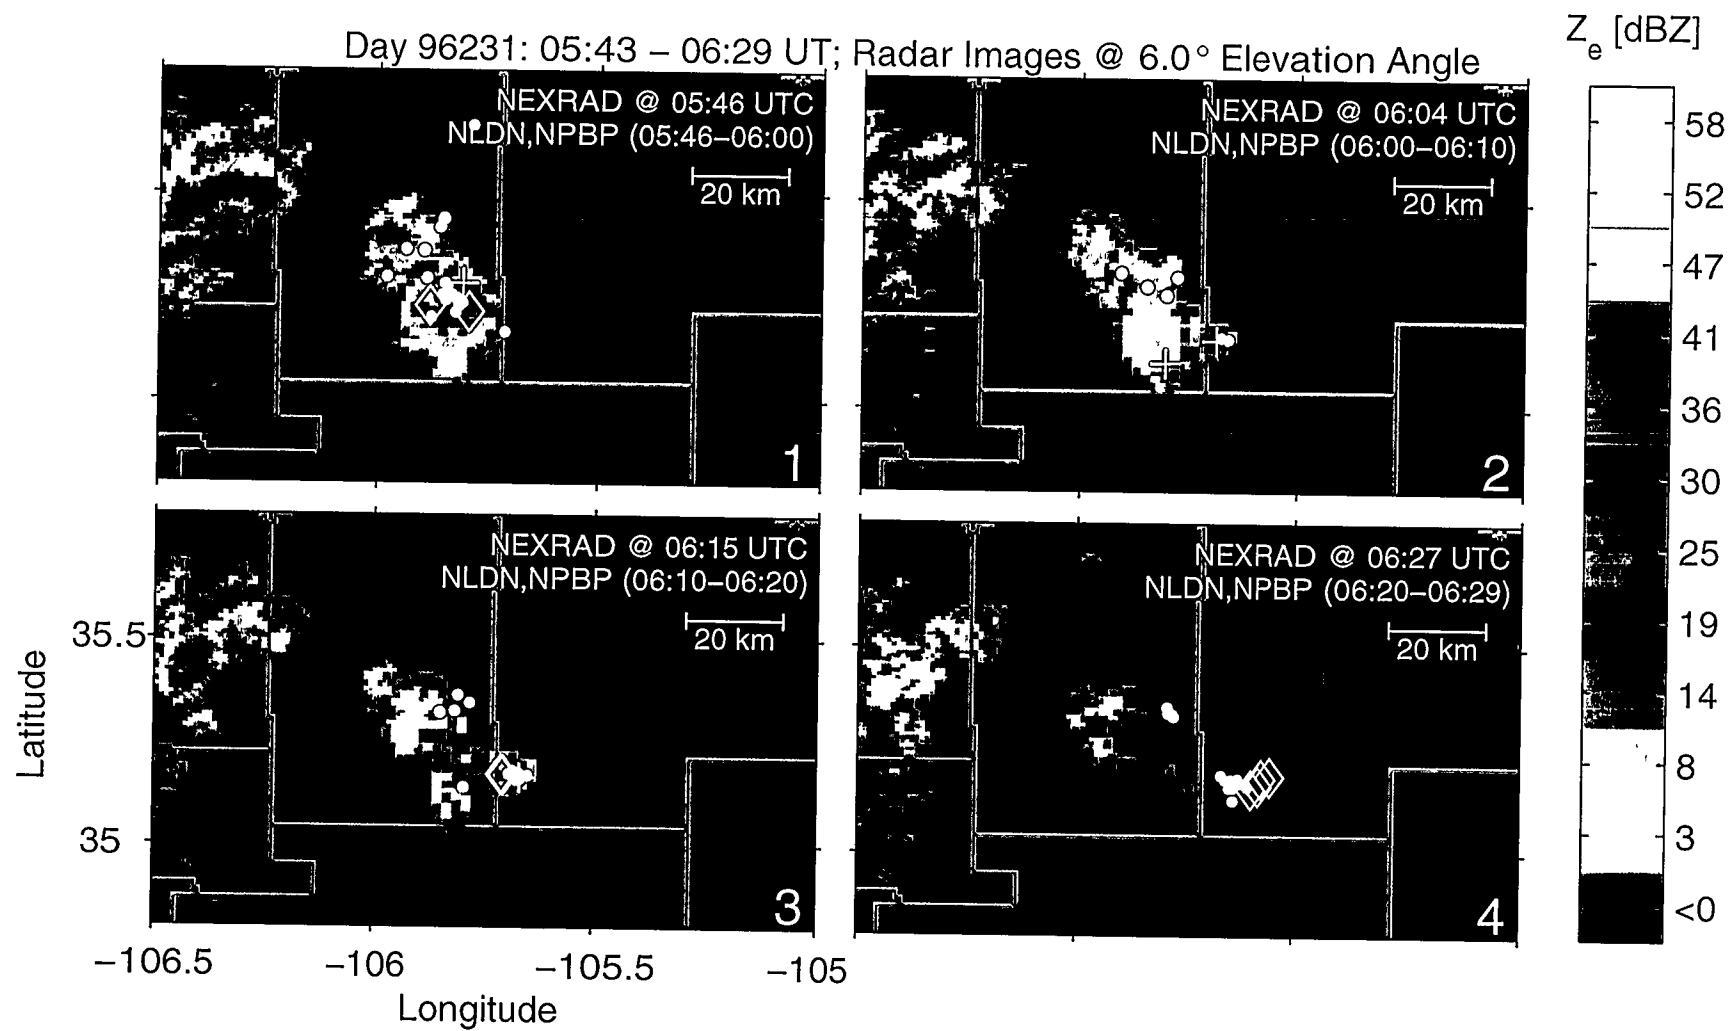 Day 96231: 05:43 – 06:29 UT; Radar Images @ 6.0° Elevation Angle
Ze [dBZ]
NEXRAD @ 05:46 UTC
NLDN,NPBP (05:46–06:00)
20 km
1
NEXRAD @ 06:04 UTC
NLDN,NPBP (06:00–06:10)
20 km
2
NEXRAD @ 06:15 UTC
NLDN,NPBP (06:10–06:20)
20 km
3
NEXRAD @ 06:27 UTC
NLDN,NPBP (06:20–06:29)
20 km
4
58
52
47
41
36
30
25
19
14
8
3
<0
Latitude
35.5
35
–106.5
–106
–105.5
–105
Longitude